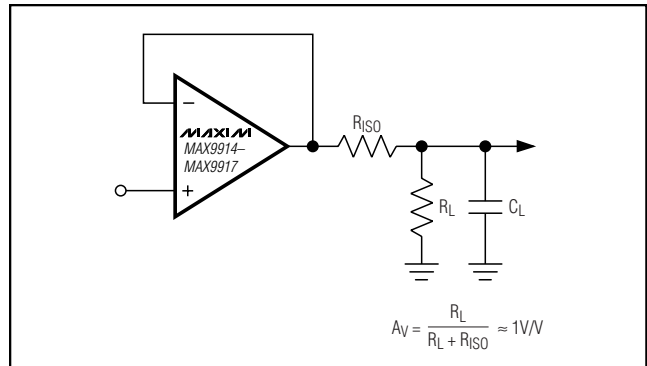 RISO
−
MAXIM
MAX9914–
MAX9917
+
RL
CL
AV = RL / RL + RISO ≈ 1V/V